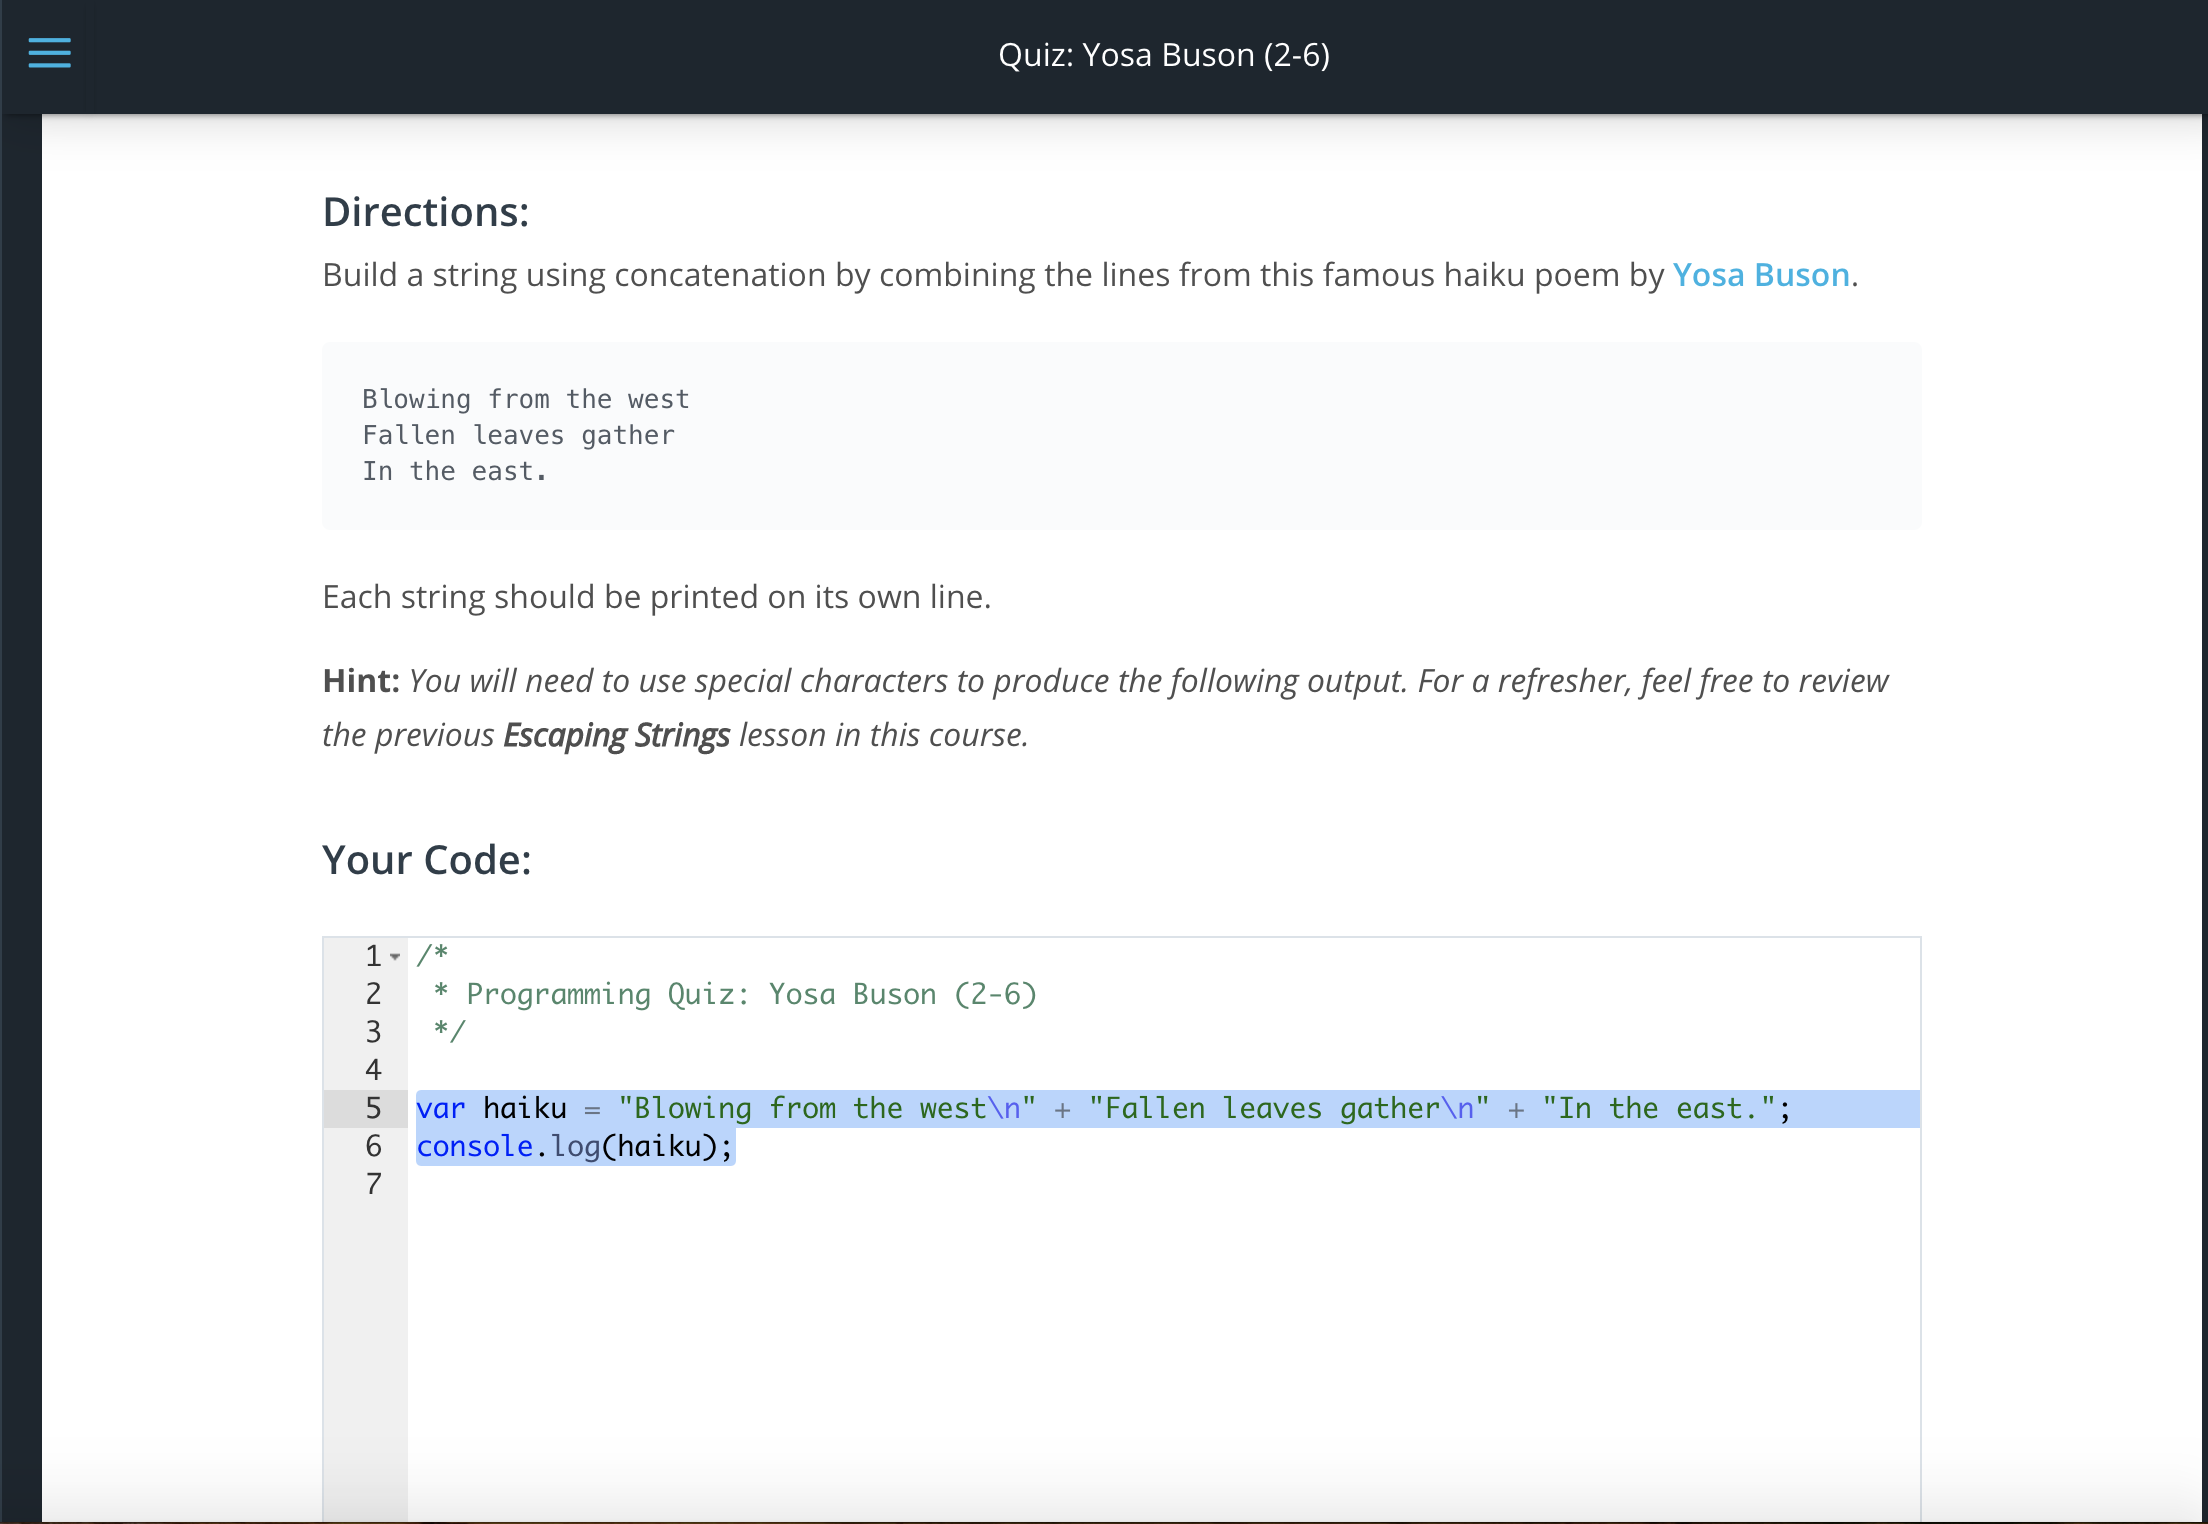 Quiz: Yosa Buson (2-6)
Directions:
Build a string using concatenation by combining the lines from this famous haiku poem by Yosa Buson.
Blowing from the west
Fallen leaves gather
In the east.
Each string should be printed on its own line.
Hint: You will need to use special characters to produce the following output. For a refresher, feel free to review
the previous Escaping Strings lesson in this course.
Your Code:
1 /*
2  * Programming Quiz: Yosa Buson (2-6)
3  */
4
5 var haiku = "Blowing from the west\n" + "Fallen leaves gather\n" + "In the east.";
6 console.log(haiku);
7